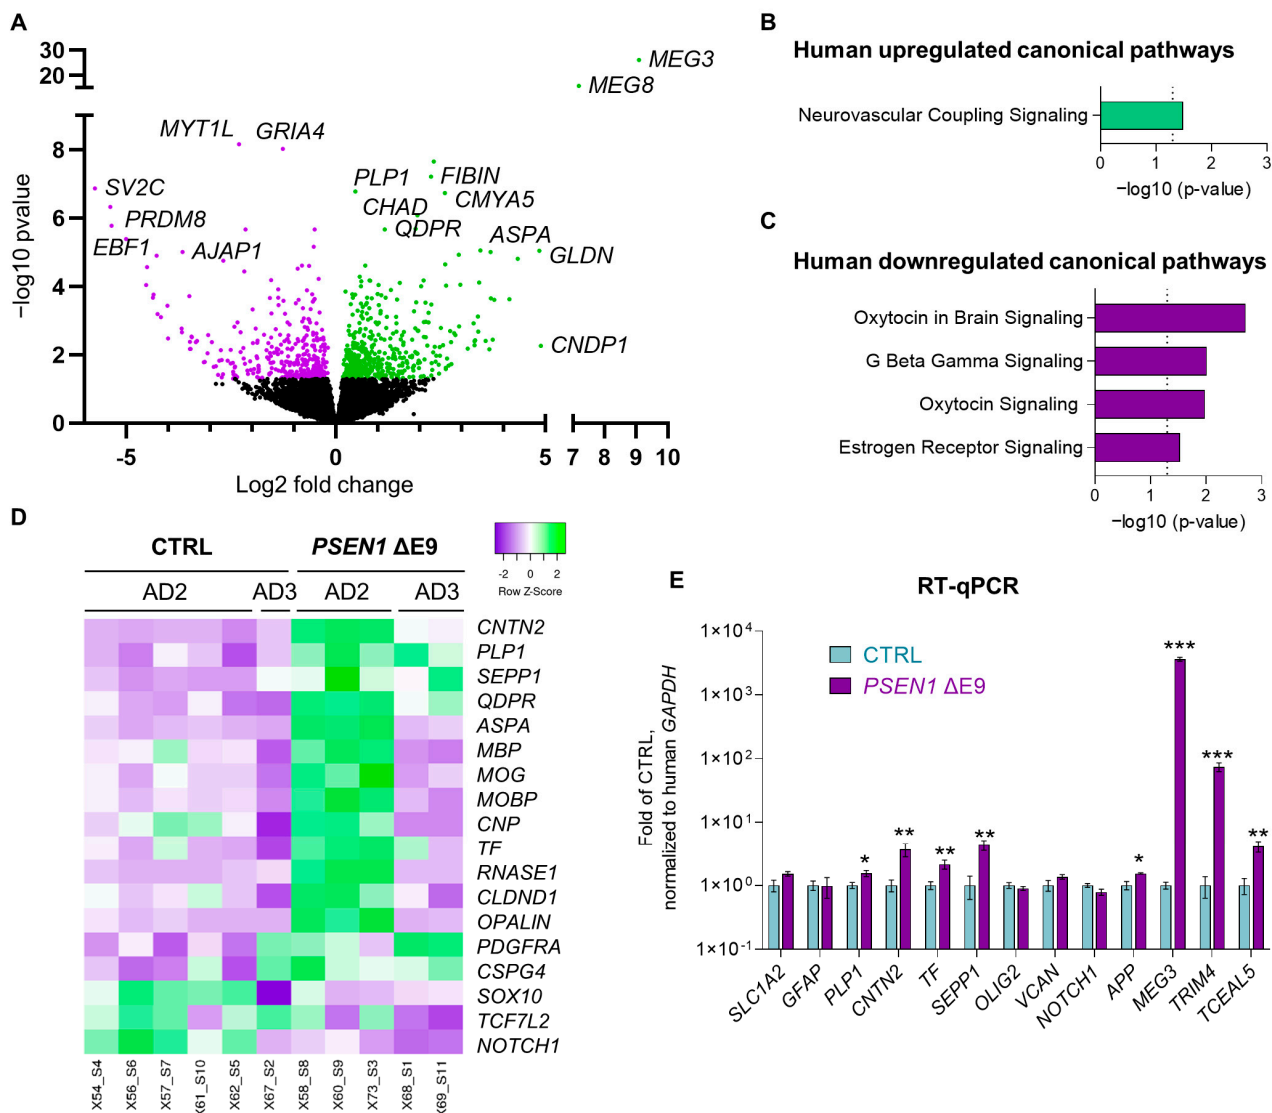 A
30
20
8
6
4
2
0
−log10 pvalue
MEG3
MEG8
MYT1L
GRIA4
SV2C
PRDM8
EBF1
AJAP1
PLP1
FIBIN
CHAD
CMYA5
QDPR
ASPA
GLDN
CNDP1
-5 0 5 7 8 9 10
Log2 fold change
B
Human upregulated canonical pathways
Neurovascular Coupling Signaling
0 1 2 3
−log10 (p-value)
C
Human downregulated canonical pathways
Oxytocin in Brain Signaling
G Beta Gamma Signaling
Oxytocin Signaling
Estrogen Receptor Signaling
0 1 2 3
−log10 (p-value)
D
CTRL PSEN1 ΔE9
AD2 AD3 AD2 AD3
-2 0 2
Row Z-Score
CNTN2
PLP1
SEPP1
QDPR
ASPA
MBP
MOG
MOBP
CNP
TF
RNASE1
CLDND1
OPALIN
PDGFRA
CSPG4
SOX10
TCF7L2
NOTCH1
X54_S4
X56_S6
X57_S7
X61_S10
X62_S5
X67_S2
X58_S8
X60_S9
X73_S3
X68_S1
X69_S11
E
RT-qPCR
Fold of CTRL,
normalized to human GAPDH
1×10⁴
1×10³
1×10²
1×10¹
1×10⁰
1×10⁻¹
CTRL
PSEN1 ΔE9
* ** ** ** * *** *** **
SLC1A2
GFAP
PLP1
CNTN2
TF
SEPP1
OLIG2
VCAN
NOTCH1
APP
MEG3
TRIM4
TCEAL5